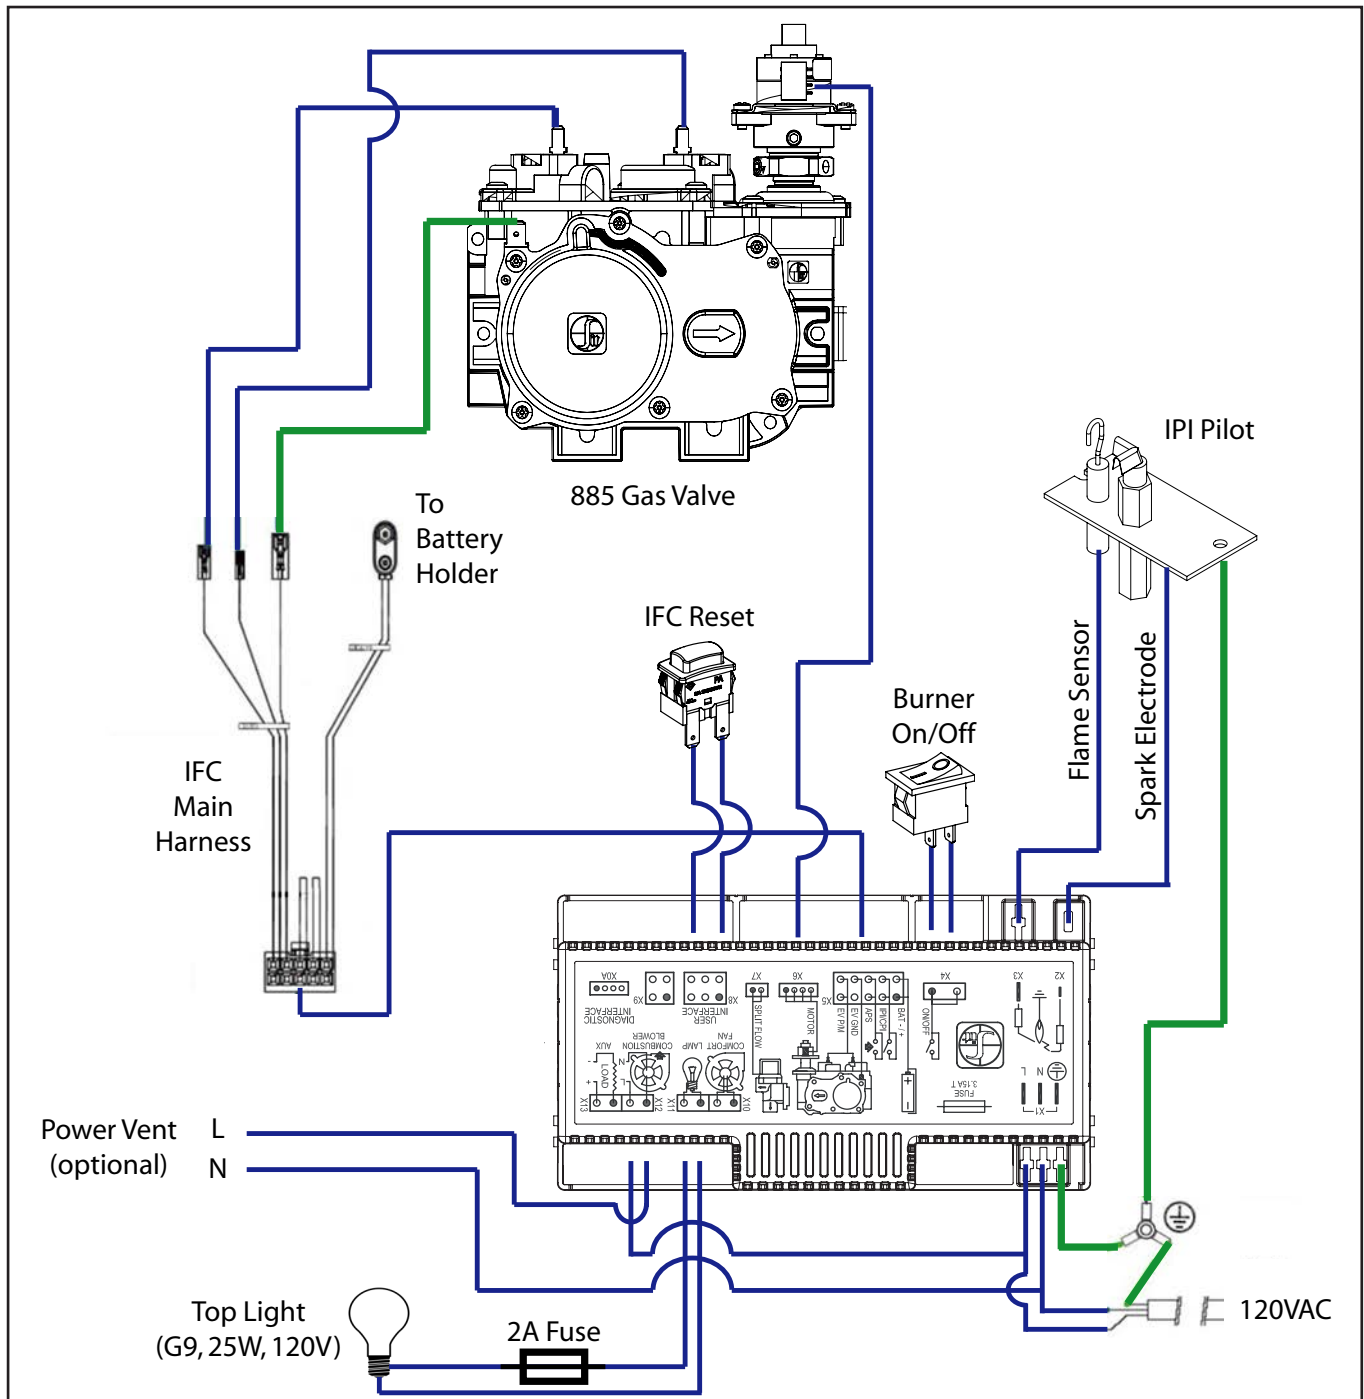 885 Gas Valve
IPI Pilot
To
Battery
Holder
IFC Reset
Burner
On/Off
Flame Sensor
Spark Electrode
IFC
Main
Harness
X0A
DIAGNOSTIC
INTERFACE
X9
X8
USER
INTERFACE
X7
SPLIT FLOW
X6
MOTOR
X5
EV P/M
EV GND
APS
IPI/CPI
BAT - / +
X4
ON/OFF
X3
X2
AUX
LOAD
-
+
X13
COMBUSTION
BLOWER
N
L
X12
LAMP
X11
COMFORT
FAN
X10
FUSE
3.15A T
L
N
X1
Power Vent L
(optional) N
Top Light
(G9, 25W, 120V)
2A Fuse
120VAC